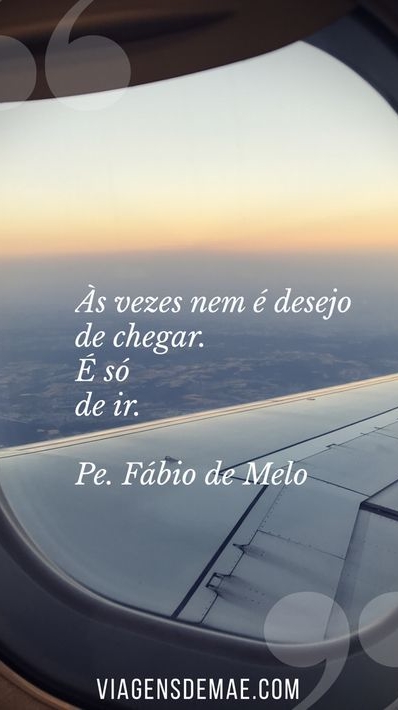 Às vezes nem é desejo
de chegar.
É só
de ir.
Pe. Fábio de Melo
VIAGENSDEMAE.COM